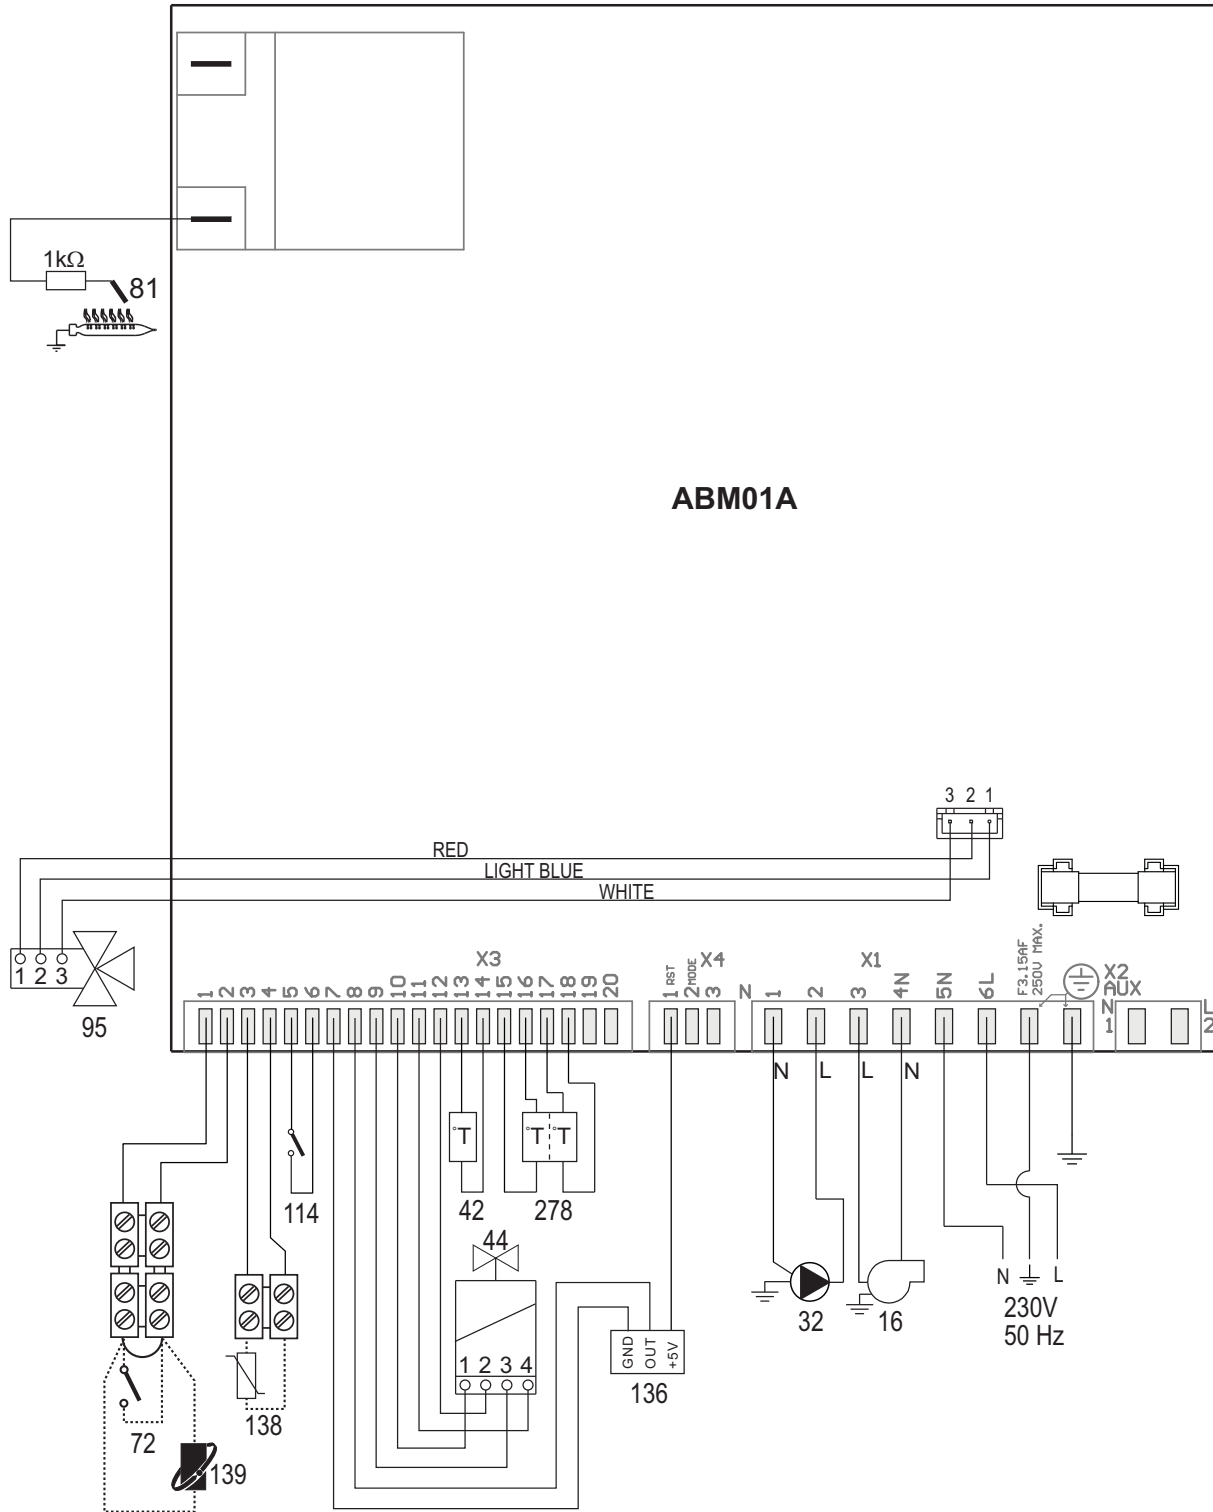 1kΩ
81
ABM01A
3 2 1
RED
LIGHT BLUE
WHITE
1 2 3
95
X3
1 2 3 4 5 6 7 8 9 10 11 12 13 14 15 16 17 18 19 20
X4
1 RST
2 MODE
3
X1
N 1 2 3 4N 5N 6L
F3.15AF
250V MAX.
X2
AUX
N
1
L
2
N L L N
°T
°T °T
114
42
278
44
N L
230V
50 Hz
32
16
1 2 3 4
GND
OUT
+5V
136
72
138
139